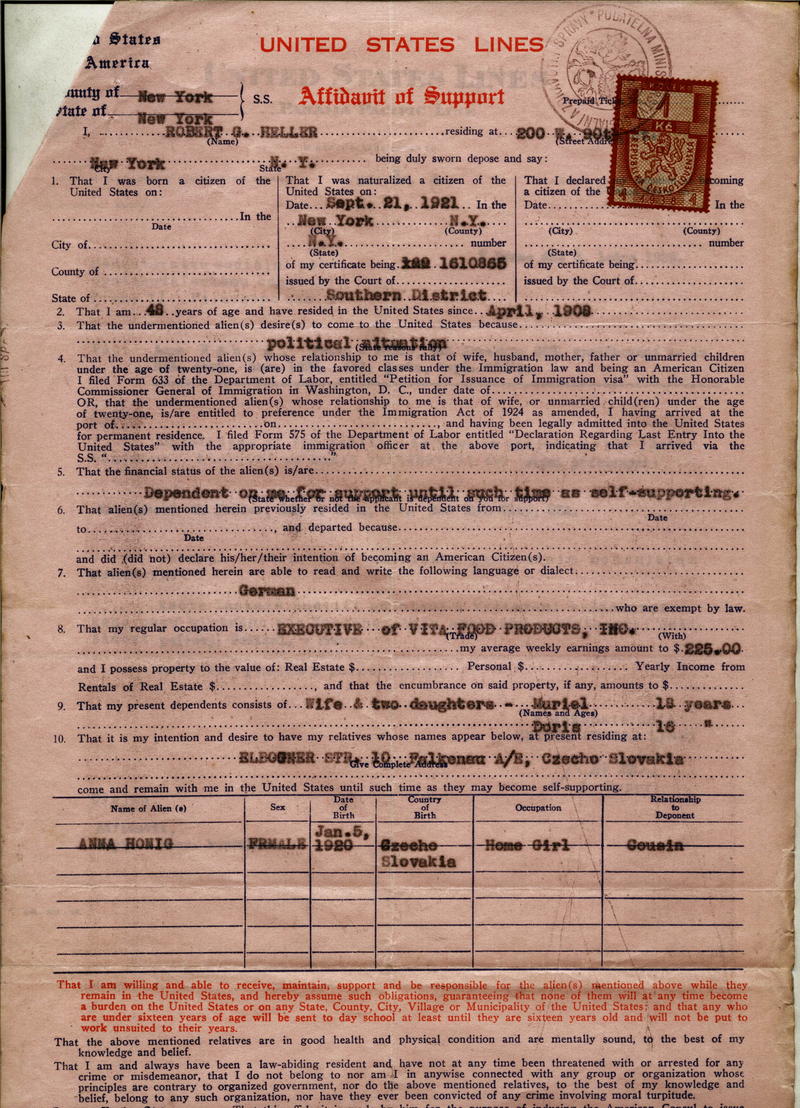 d States
America
UNITED STATES LINES
County of New York
State of New York
S.S.
Affidavit of Support
Prepaid
I, ROBERT G. HELLER residing at 200
(Name)
(Street
New York N. Y. being duly sworn depose and say:
City State
1. That I was born a citizen of the United States on:
Date In the
City of
County of
State of
That I was naturalized a citizen of the United States on:
Date Sept. 21, 1921 In the
New York N.Y.
(City) (County)
N.Y. number
(State)
of my certificate being 1610865
issued by the Court of
Southern District
That I declared coming
a citizen of the
Date In the
(City) (County)
number
(State)
of my certificate being
issued by the Court of
1 Kč
ČESKOSLOVENSKÁ
2. That I am 48 years of age and have resided in the United States since April, 1908
3. That the undermentioned alien(s) desire(s) to come to the United States because
political situation
4. That the undermentioned alien(s) whose relationship to me is that of wife, husband, mother, father or unmarried children
under the age of twenty-one, is (are) in the favored classes under the Immigration law and being an American Citizen
I filed Form 633 of the Department of Labor, entitled "Petition for Issuance of Immigration visa" with the Honorable
Commissioner General of Immigration in Washington, D. C., under date of
OR, that the undermentioned alien(s) whose relationship to me is that of wife, or unmarried child(ren) under the age
of twenty-one, is/are entitled to preference under the Immigration Act of 1924 as amended, I having arrived at the
port of on , and having been legally admitted into the United States
for permanent residence. I filed Form 575 of the Department of Labor entitled "Declaration Regarding Last Entry Into the
United States" with the appropriate immigration officer at the above port, indicating that I arrived via the
S.S. " "
5. That the financial status of the alien(s) is/are
Dependent on me for support until such time as self-supporting.
(State whether or not the applicant is dependent on you for support)
6. That alien(s) mentioned herein previously resided in the United States from
Date
to , and departed because
Date
and did (did not) declare his/her/their intention of becoming an American Citizen(s).
7. That alien(s) mentioned herein are able to read and write the following language or dialect:
German
who are exempt by law.
8. That my regular occupation is EXECUTIVE of VITA FOOD PRODUCTS, INC.
(Trade) (With)
my average weekly earnings amount to $ 225.00
and I possess property to the value of: Real Estate $ Personal $ Yearly Income from
Rentals of Real Estate $ , and that the encumbrance on said property, if any, amounts to $
9. That my present dependents consists of Wife & two daughters - Muriel 18 years
(Names and Ages)
Doris 16 "
10. That it is my intention and desire to have my relatives whose names appear below, at present residing at:
ELBOGNER STR. 10, Falkenau A/E, Czecho Slovakia
Give Complete Address
come and remain with me in the United States until such time as they may become self-supporting.
Name of Alien (s) Sex Date of Birth Country of Birth Occupation Relationship to Deponent
ANNA HONIG FEMALE Jan. 5, 1920 Czecho Slovakia Home Girl Cousin
That I am willing and able to receive, maintain, support and be responsible for the alien(s) mentioned above while they
remain in the United States, and hereby assume such obligations, guaranteeing that none of them will at any time become
a burden on the United States or on any State, County, City, Village or Municipality of the United States; and that any who
are under sixteen years of age will be sent to day school at least until they are sixteen years old and will not be put to
work unsuited to their years.
That the above mentioned relatives are in good health and physical condition and are mentally sound, to the best of my
knowledge and belief.
That I am and always have been a law-abiding resident and have not at any time been threatened with or arrested for any
crime or misdemeanor, that I do not belong to nor am I in anywise connected with any group or organization whose
principles are contrary to organized government, nor do the above mentioned relatives, to the best of my knowledge and
belief, belong to any such organization, nor have they ever been convicted of any crime involving moral turpitude.